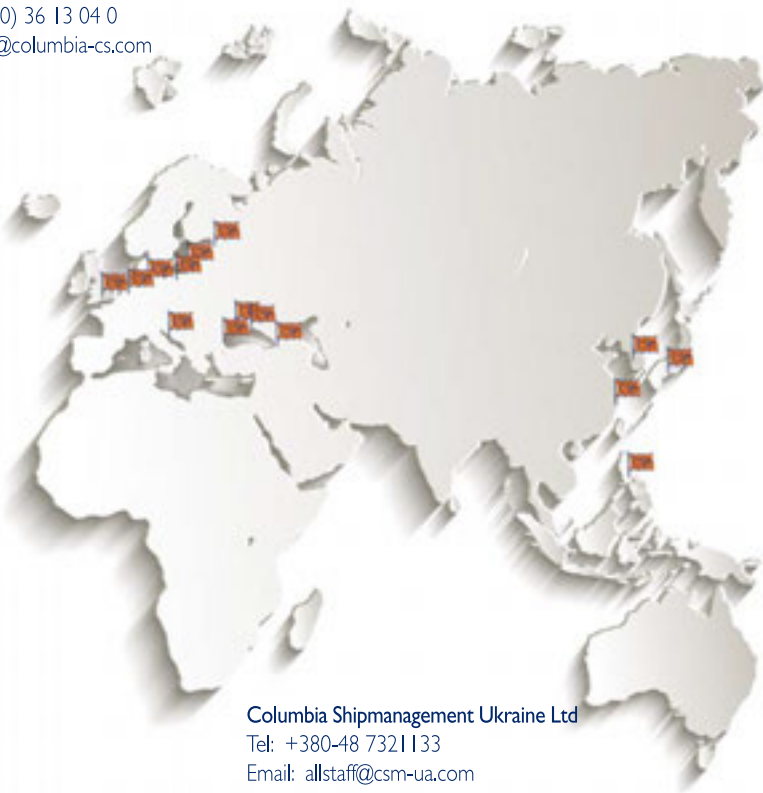 0) 36 13 04 0
@columbia-cs.com
Columbia Shipmanagement Ukraine Ltd
Tel: +380-48 7321133
Email: allstaff@csm-ua.com